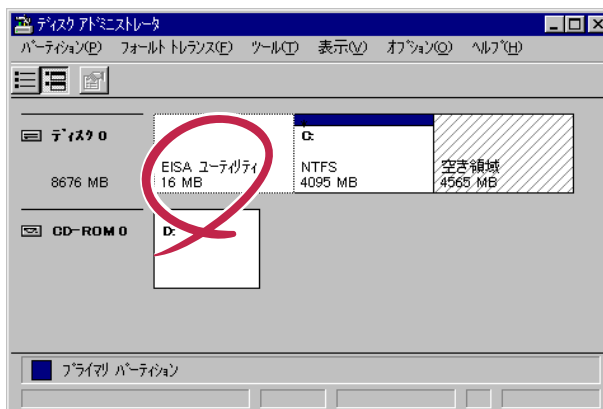 ディスク アドミニストレータ
パーティション(P) フォールト トレランス(F) ツール(T) 表示(V) オプション(O) ヘルプ(H)
ディスク 0
8676 MB
EISA ユーティリティ
16 MB
C:
NTFS
4095 MB
空き領域
4565 MB
CD-ROM 0
D:
プライマリ パーティション